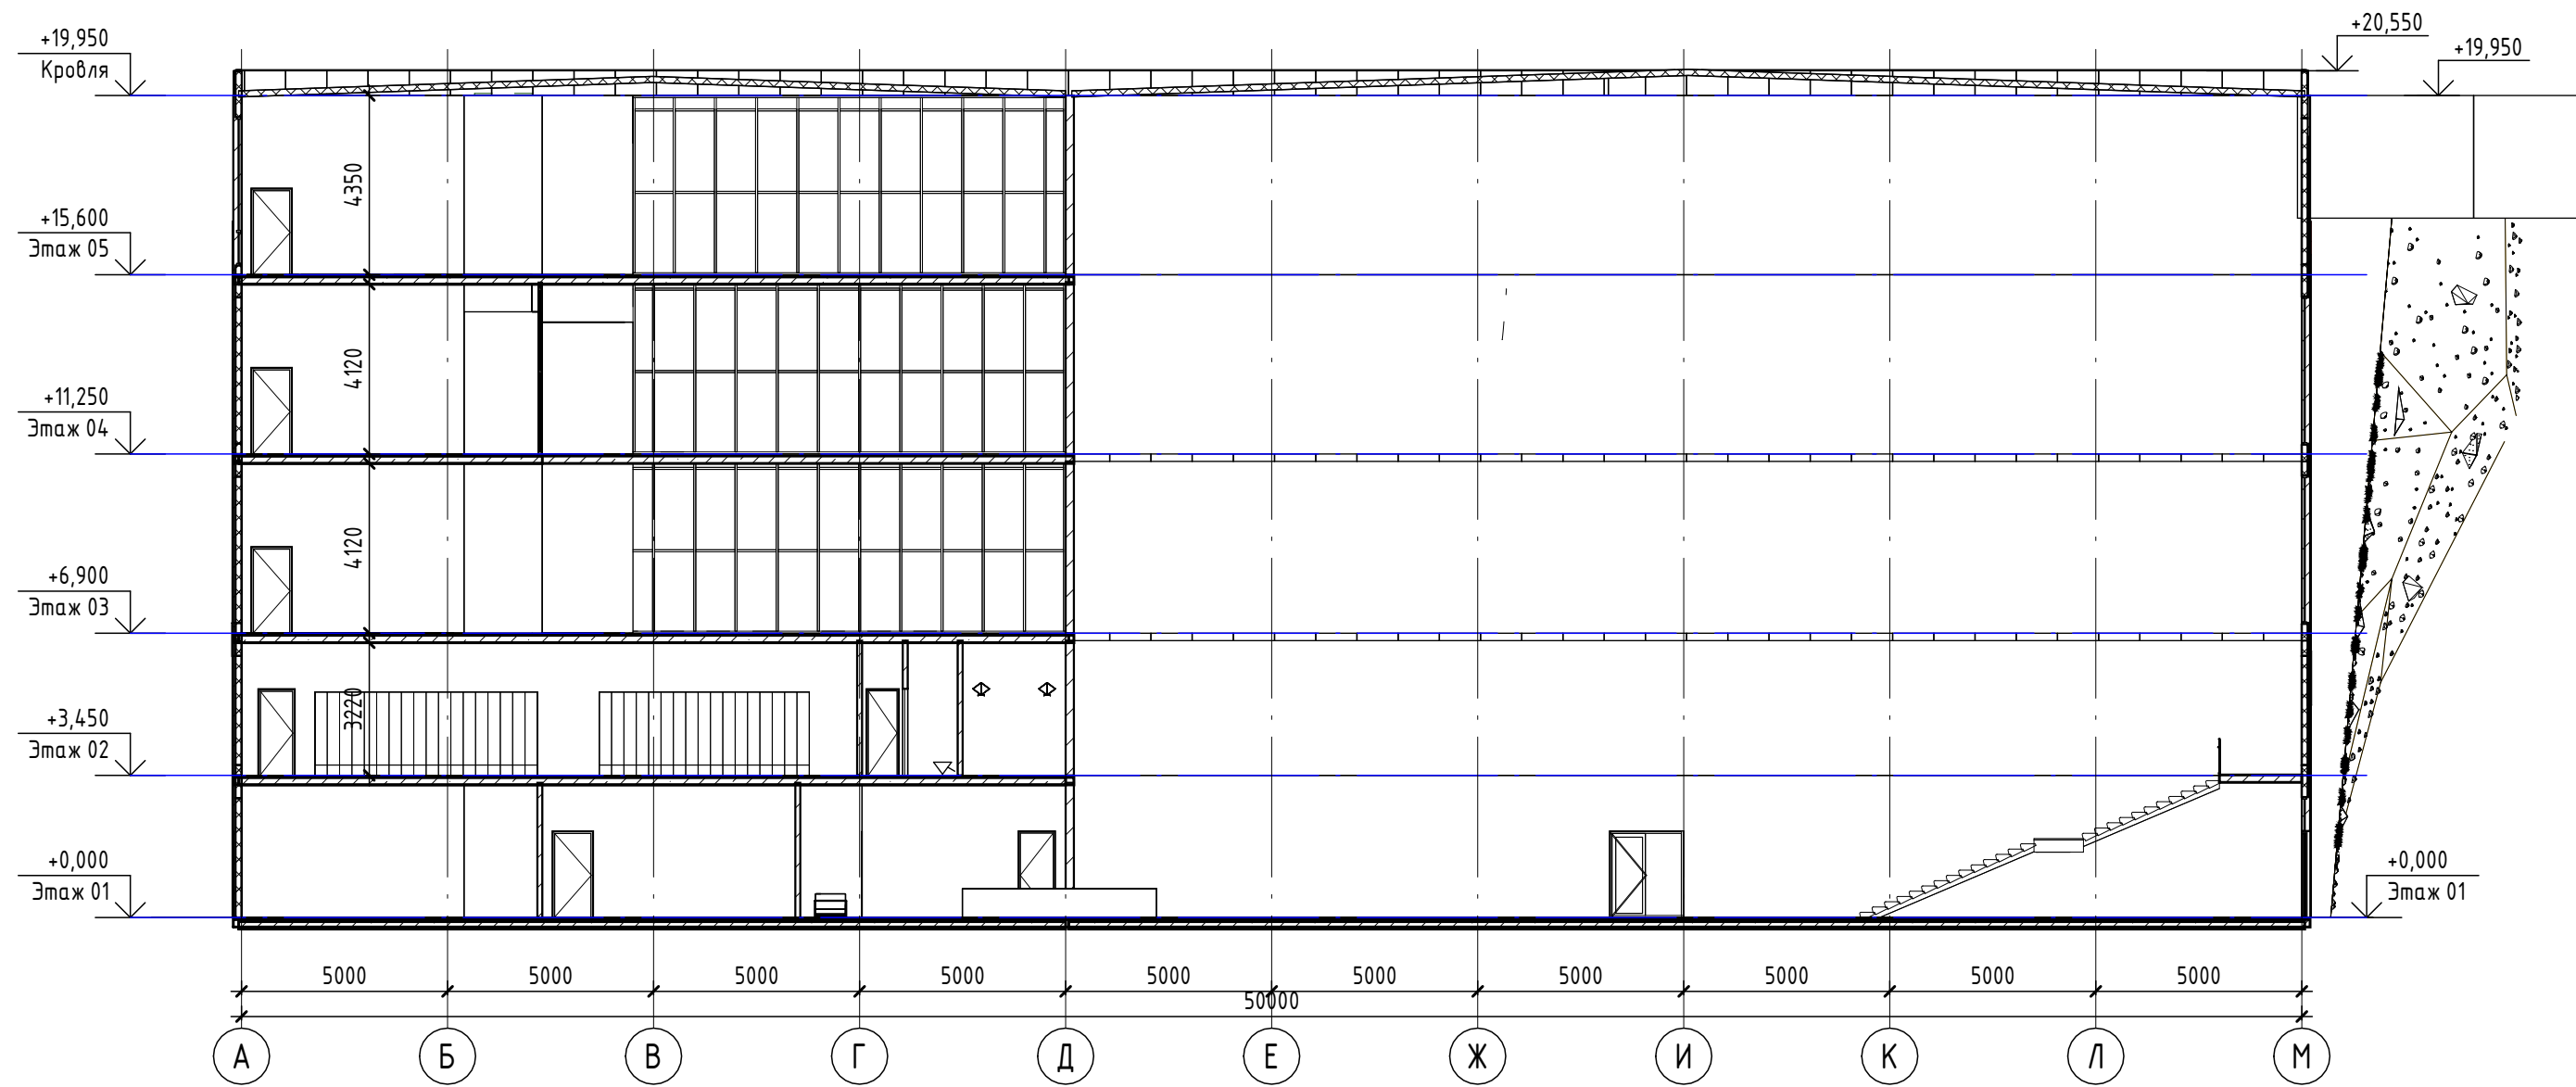 +20,550
+19,950
Кровля
+19,950
4350
+15,600
Этаж 05
4120
+11,250
Этаж 04
4120
+6,900
Этаж 03
3220
+3,450
Этаж 02
+0,000
Этаж 01
+0,000
Этаж 01
5000 5000 5000 5000 5000 5000 5000 5000 5000 5000
50000
А Б В Г Д Е Ж И К Л М